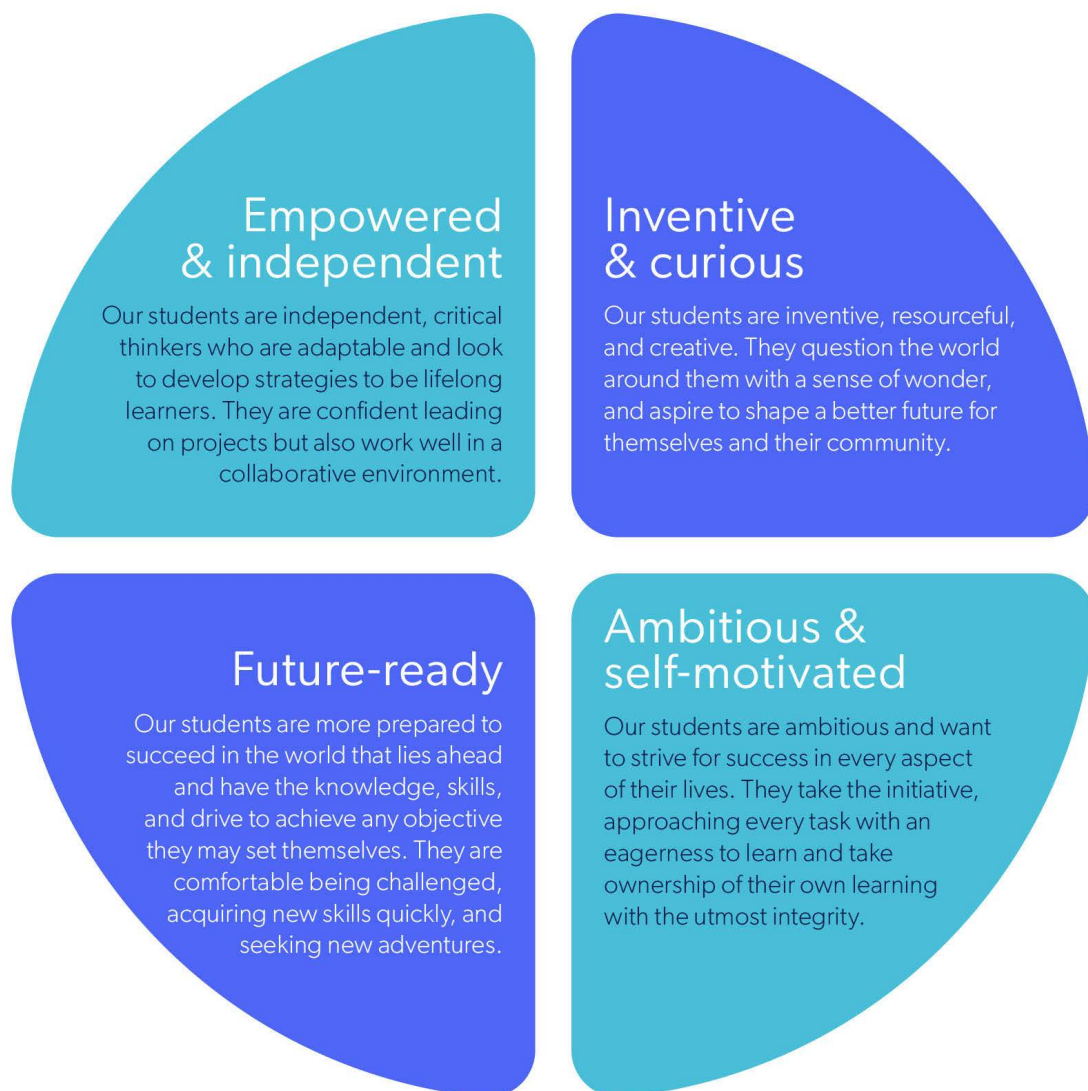 Empowered
& independent
Our students are independent, critical
thinkers who are adaptable and look
to develop strategies to be lifelong
learners. They are confident leading
on projects but also work well in a
collaborative environment.
Inventive
& curious
Our students are inventive, resourceful,
and creative. They question the world
around them with a sense of wonder,
and aspire to shape a better future for
themselves and their community.
Future-ready
Our students are more prepared to
succeed in the world that lies ahead
and have the knowledge, skills,
and drive to achieve any objective
they may set themselves. They are
comfortable being challenged,
acquiring new skills quickly, and
seeking new adventures.
Ambitious &
self-motivated
Our students are ambitious and want
to strive for success in every aspect
of their lives. They take the initiative,
approaching every task with an
eagerness to learn and take
ownership of their own learning
with the utmost integrity.